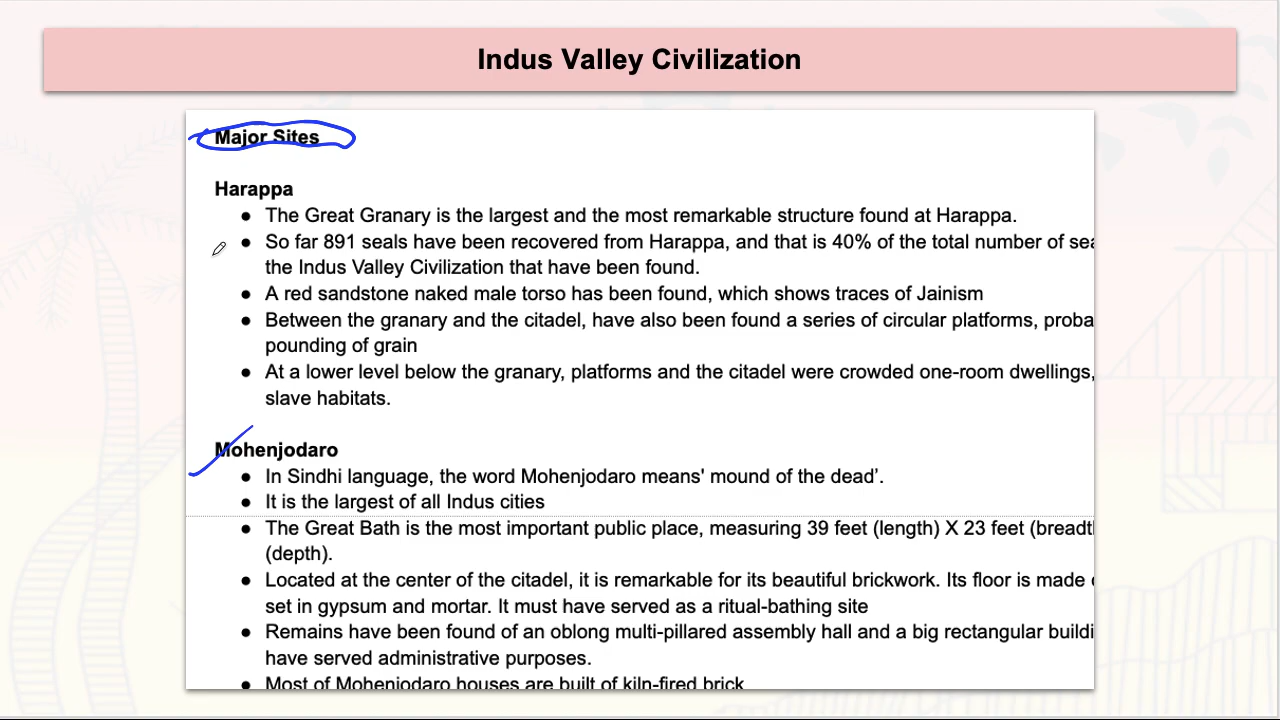 Indus Valley Civilization
Major Sites
Harappa
● The Great Granary is the largest and the most remarkable structure found at Harappa.
● So far 891 seals have been recovered from Harappa, and that is 40% of the total number of
the Indus Valley Civilization that have been found.
● A red sandstone naked male torso has been found, which shows traces of Jainism
● Between the granary and the citadel, have also been found a series of circular platforms,
pounding of grain
● At a lower level below the granary, platforms and the citadel were crowded one-room dwellings,
slave habitats.
Mohenjodaro
● In Sindhi language, the word Mohenjodaro means' mound of the dead’.
● It is the largest of all Indus cities
● The Great Bath is the most important public place, measuring 39 feet (length) X 23 feet
(depth).
● Located at the center of the citadel, it is remarkable for its beautiful brickwork. Its floor is made
set in gypsum and mortar. It must have served as a ritual-bathing site
● Remains have been found of an oblong multi-pillared assembly hall and a big rectangular
have served administrative purposes.
● Most of Mohenjodaro houses are built of kiln-fired brick